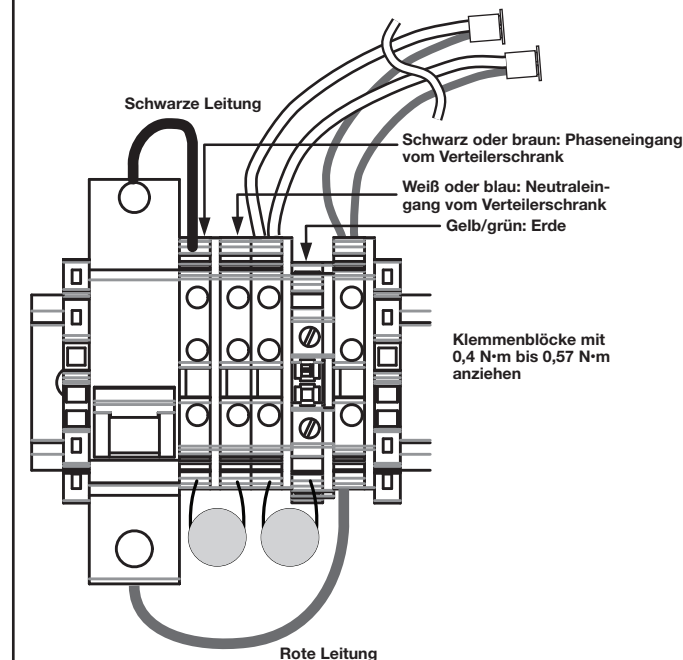 Schwarze Leitung
Schwarz oder braun: Phaseneingang
vom Verteilerschrank
Weiß oder blau: Neutralein-
gang vom Verteilerschrank
Gelb/grün: Erde
Klemmenblöcke mit
0,4 N•m bis 0,57 N•m
anziehen
Rote Leitung